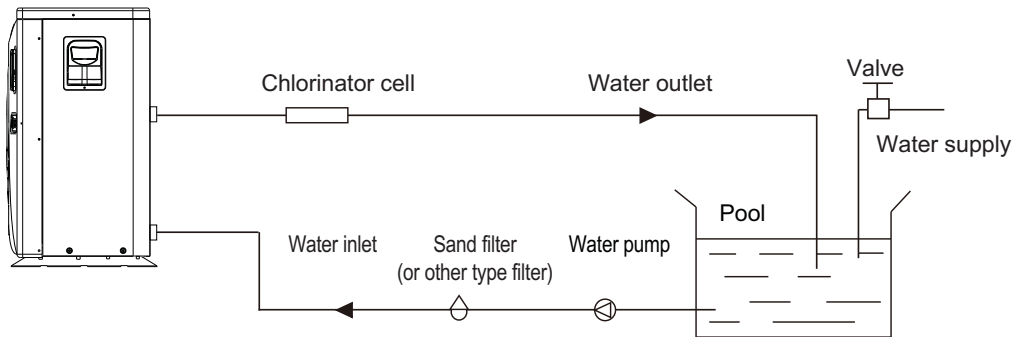 Chlorinator cell
Water outlet
Valve
Water supply
Pool
Water inlet
Sand filter
(or other type filter)
Water pump